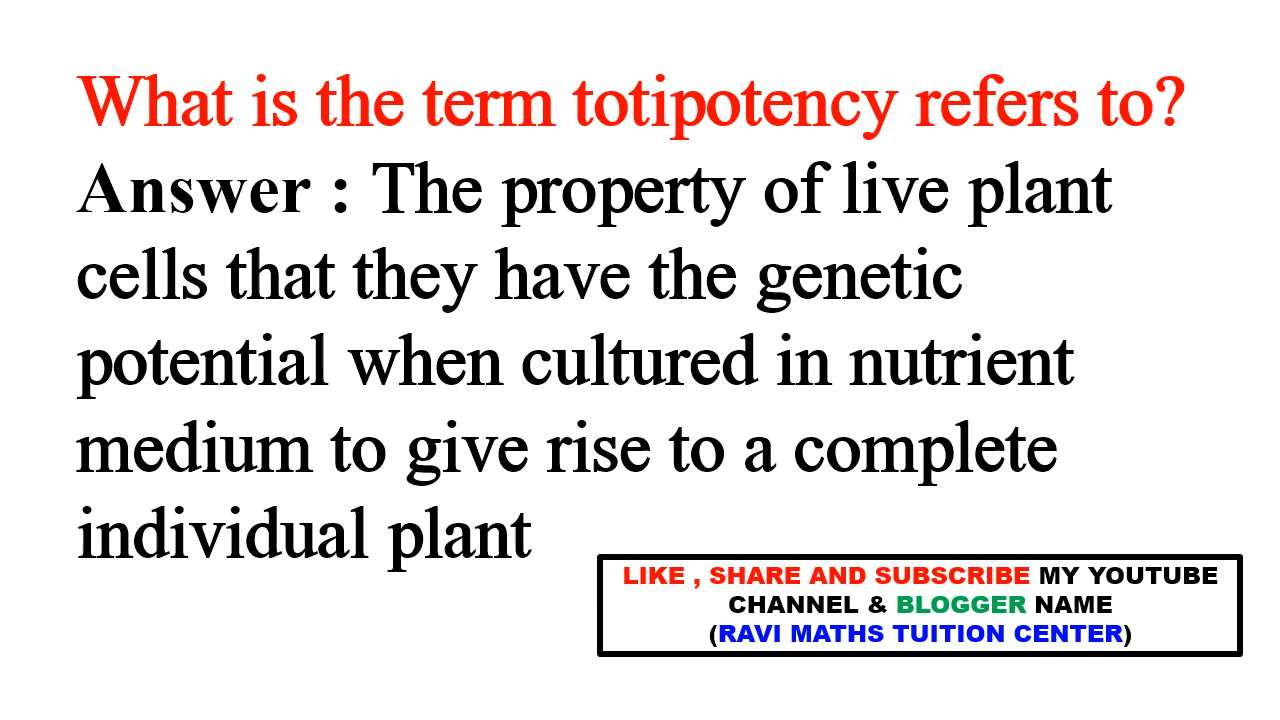 What is the term totipotency refers to?
Answer : The property of live plant
cells that they have the genetic
potential when cultured in nutrient
medium to give rise to a complete
individual plant
LIKE , SHARE AND SUBSCRIBE MY YOUTUBE
CHANNEL & BLOGGER NAME
(RAVI MATHS TUITION CENTER)